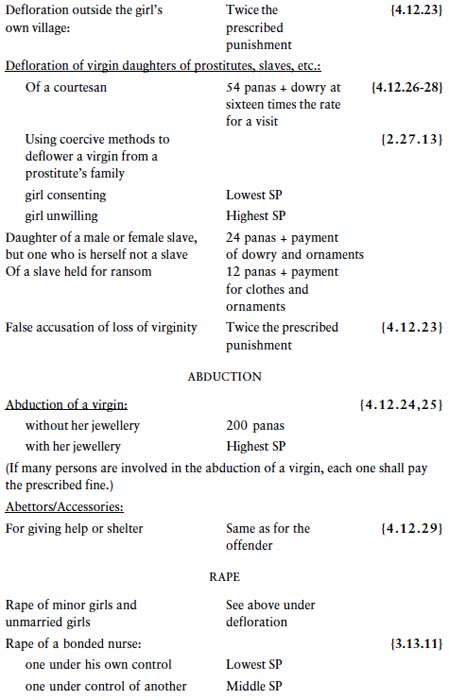 Defloration outside the girl's Twice the {4.12.23}
own village: prescribed
punishment
Defloration of virgin daughters of prostitutes, slaves, etc.:
Of a courtesan 54 panas + dowry at {4.12.26-28}
sixteen times the rate
for a visit
Using coercive methods to {2.27.13}
deflower a virgin from a
prostitute's family
girl consenting Lowest SP
girl unwilling Highest SP
Daughter of a male or female slave, 24 panas + payment
but one who is herself not a slave of dowry and ornaments
Of a slave held for ransom 12 panas + payment
for clothes and
ornaments
False accusation of loss of virginity Twice the prescribed {4.12.23}
punishment
ABDUCTION
Abduction of a virgin: {4.12.24,25}
without her jewellery 200 panas
with her jewellery Highest SP
(If many persons are involved in the abduction of a virgin, each one shall pay
the prescribed fine.)
Abettors/Accessories:
For giving help or shelter Same as for the {4.12.29}
offender
RAPE
Rape of minor girls and See above under
unmarried girls defloration
Rape of a bonded nurse: {3.13.11}
one under his own control Lowest SP
one under control of another Middle SP